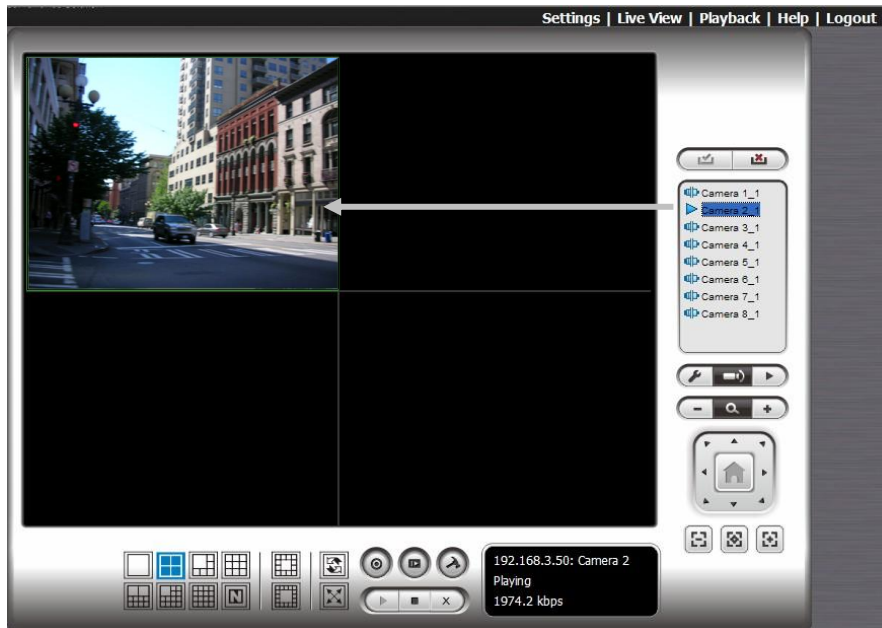 Settings | Live View | Playback | Help | Logout
Camera 1_1
Camera 2_1
Camera 3_1
Camera 4_1
Camera 5_1
Camera 6_1
Camera 7_1
Camera 8_1
192.168.3.50: Camera 2
Playing
1974.2 kbps